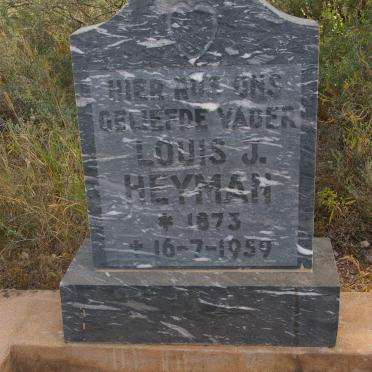 HIER RUS ONS
GELIEFDE VADER
LOUIS J.
HEYMAN
* 1873
† 16-7-1959